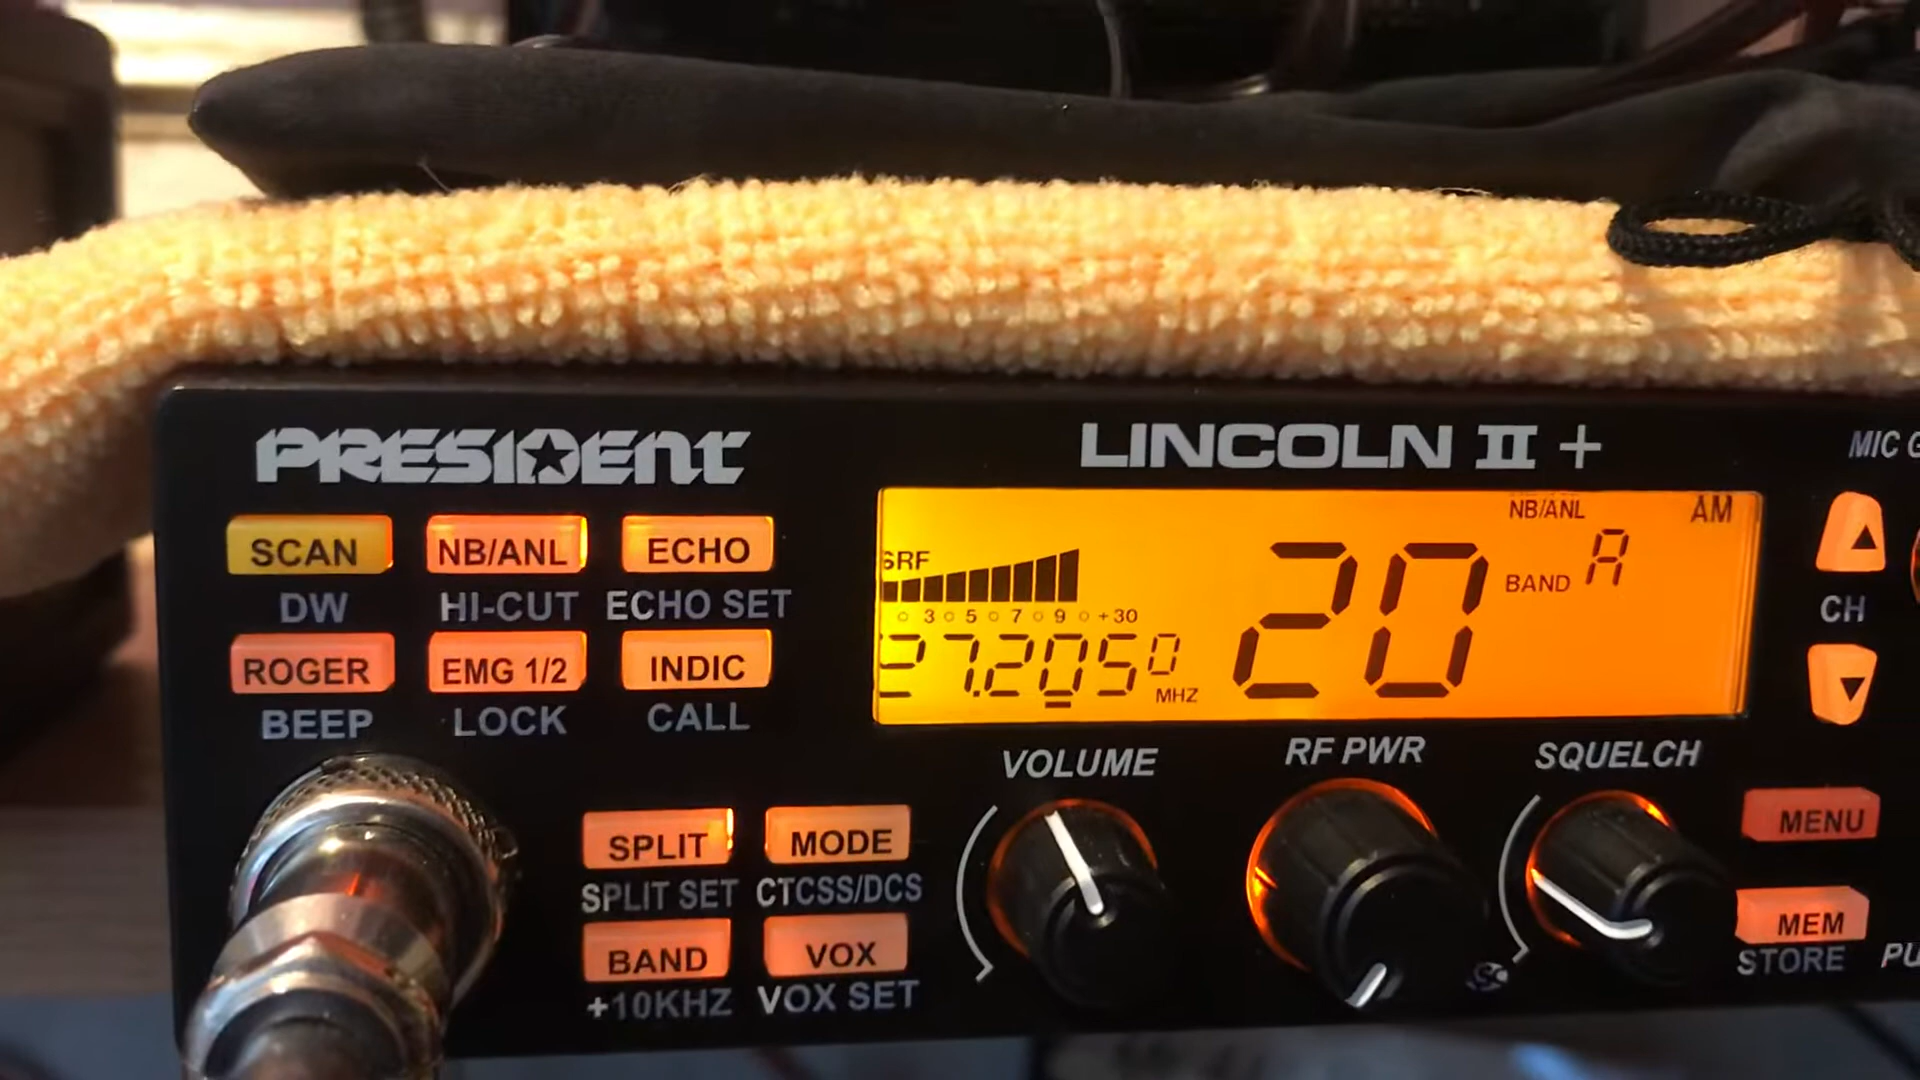 PRESIDENT
LINCOLN II +
MIC G
SCAN
NB/ANL
ECHO
DW
HI-CUT
ECHO SET
ROGER
EMG 1/2
INDIC
BEEP
LOCK
CALL
NB/ANL
AM
SRF
3 5 7 9 +30
27.2050
MHZ
20
BAND A
CH
VOLUME
RF PWR
SQUELCH
SPLIT
MODE
SPLIT SET
CTCSS/DCS
BAND
VOX
+10KHZ
VOX SET
SC
MENU
MEM
STORE
PU